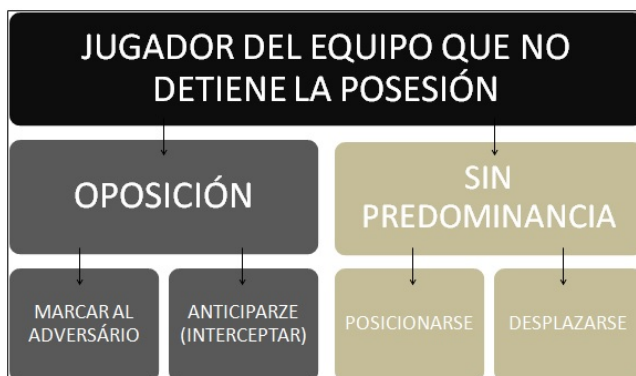 JUGADOR DEL EQUIPO QUE NO
DETIENE LA POSESIÓN
OPOSICIÓN
SIN
PREDOMINANCIA
MARCAR AL
ADVERSÁRIO
ANTICIPARZE
(INTERCEPTAR)
POSICIONARSE
DESPLAZARSE